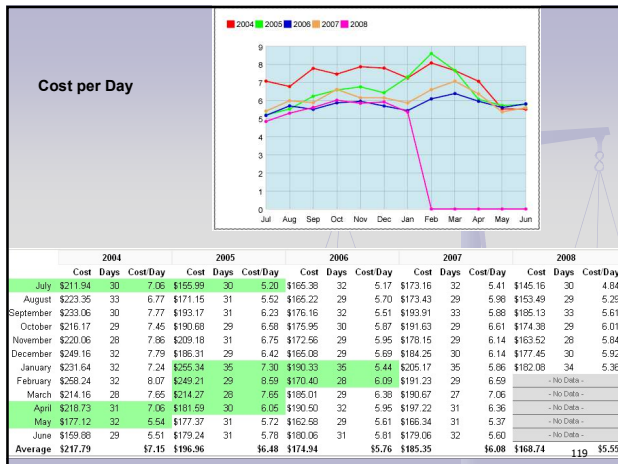 2004 2005 2006 2007 2008
Cost per Day
9
8
7
6
5
4
3
2
1
0
Jul Aug Sep Oct Nov Dec Jan Feb Mar Apr May Jun
2004 2005 2006 2007 2008
Cost Days Cost/Day Cost Days Cost/Day Cost Days Cost/Day Cost Days Cost/Day Cost Days Cost/Day
July $211.94 30 7.06 $155.99 30 5.20 $165.38 32 5.17 $173.16 32 5.41 $145.16 30 4.84
August $223.35 33 6.77 $171.15 31 5.52 $165.22 29 5.70 $173.43 29 5.98 $153.49 29 5.29
September $233.06 30 7.77 $193.17 31 6.23 $176.16 32 5.51 $193.91 33 5.88 $185.13 33 5.61
October $216.17 29 7.45 $190.68 29 6.58 $175.95 30 5.87 $191.63 29 6.61 $174.38 29 6.01
November $220.06 28 7.86 $209.18 31 6.75 $172.56 29 5.95 $178.15 29 6.14 $163.52 28 5.84
December $249.16 32 7.79 $186.31 29 6.42 $165.08 29 5.69 $184.25 30 6.14 $177.45 30 5.92
January $231.64 32 7.24 $255.34 35 7.30 $190.33 35 5.44 $205.17 35 5.86 $182.08 34 5.36
February $258.24 32 8.07 $249.21 29 8.59 $170.40 28 6.09 $191.23 29 6.59 - No Data -
March $214.16 28 7.65 $214.27 28 7.65 $185.01 29 6.38 $190.67 27 7.06 - No Data -
April $218.73 31 7.06 $181.59 30 6.05 $190.50 32 5.95 $197.22 31 6.36 - No Data -
May $177.12 32 5.54 $177.37 31 5.72 $162.58 29 5.61 $166.34 31 5.37 - No Data -
June $159.88 29 5.51 $179.24 31 5.78 $180.06 31 5.81 $179.06 32 5.60 - No Data -
Average $217.79 $7.15 $196.96 $6.48 $174.94 $5.76 $185.35 $6.08 $168.74 $5.55
119